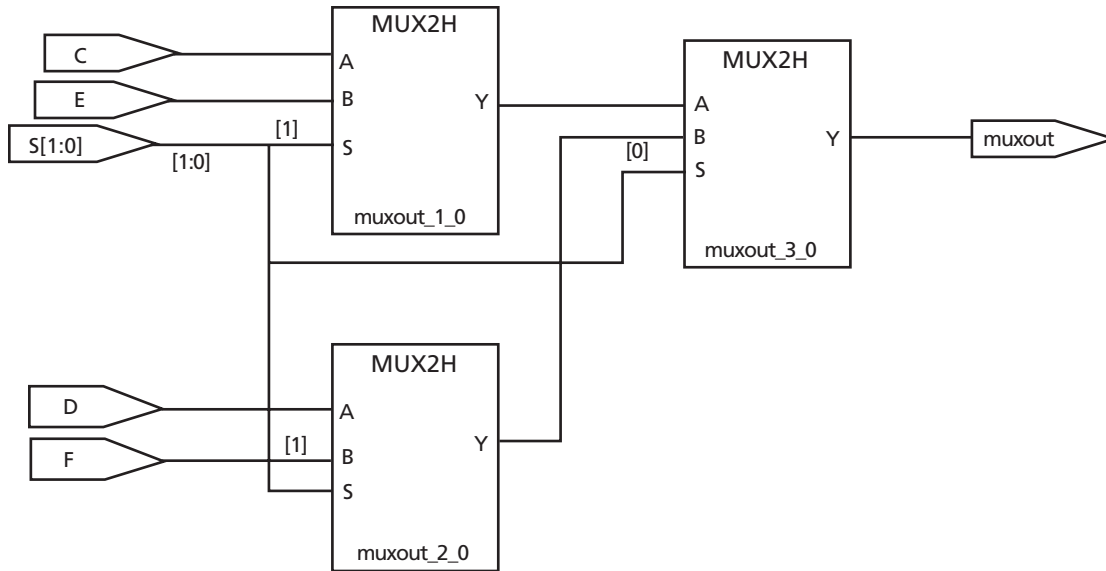 MUX2H
C
A
E
B
Y
S[1:0]
[1]
S
[1:0]
muxout_1_0
MUX2H
A
B
Y
[0]
S
muxout_3_0
muxout
MUX2H
D
A
Y
F
[1]
B
S
muxout_2_0